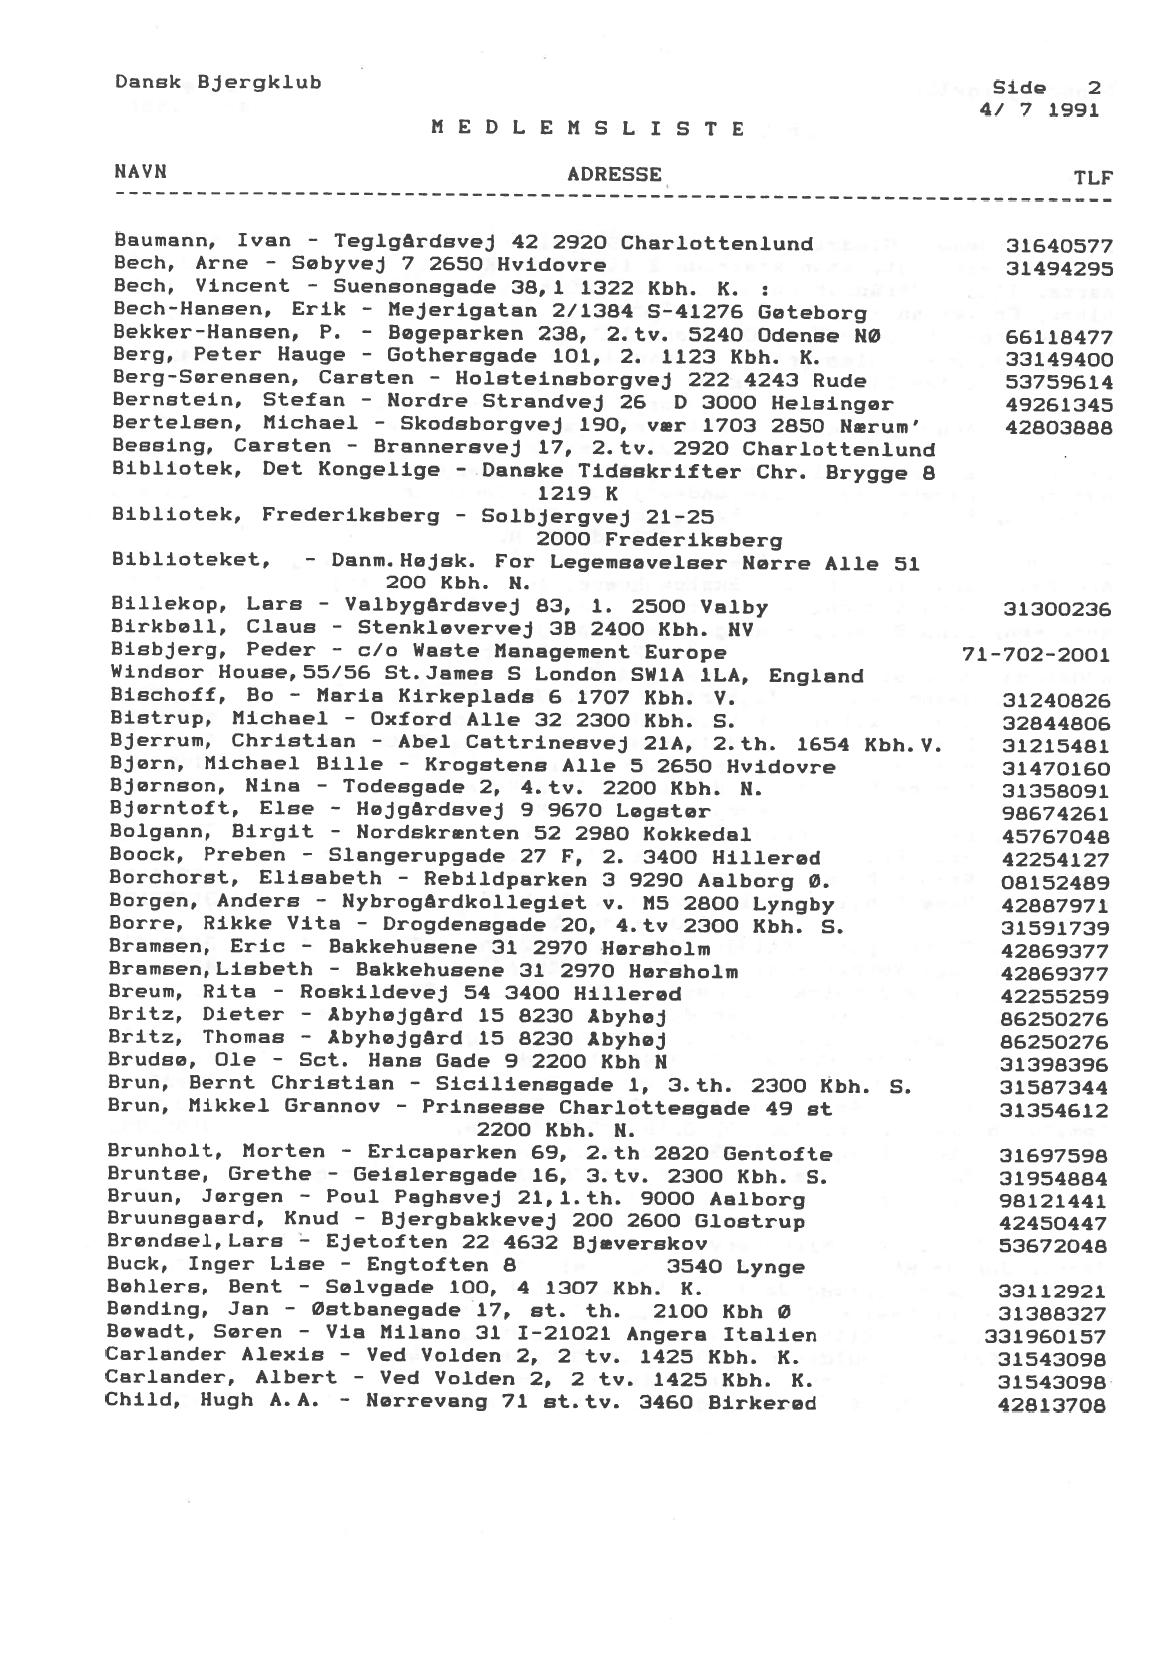 Dansk Bjergklub Side 2
4/ 7 1991
M E D L E M S L I S T E
NAVN ADRESSE TLF
--------------------------------------------------------------------------
Baumann, Ivan - Teglgårdsvej 42 2920 Charlottenlund 31640577
Bech, Arne - Søbyvej 7 2650 Hvidovre 31494295
Bech, Vincent - Suensonsgade 38,1 1322 Kbh. K. :
Bech-Hansen, Erik - Mejerigatan 2/1384 S-41276 Gøteborg
Bekker-Hansen, P. - Bøgeparken 238, 2.tv. 5240 Odense NØ 66118477
Berg, Peter Hauge - Gothersgade 101, 2. 1123 Kbh. K. 33149400
Berg-Sørensen, Carsten - Holsteinsborgvej 222 4243 Rude 53759614
Bernstein, Stefan - Nordre Strandvej 26 D 3000 Helsingør 49261345
Bertelsen, Michael - Skodsborgvej 190, vær 1703 2850 Nærum' 42803888
Bessing, Carsten - Brannersvej 17, 2.tv. 2920 Charlottenlund
Bibliotek, Det Kongelige - Danske Tidsskrifter Chr. Brygge 8
1219 K
Bibliotek, Frederiksberg - Solbjergvej 21-25
2000 Frederiksberg
Biblioteket, - Danm.Højsk. For Legemsøvelser Nørre Alle 51
200 Kbh. N.
Billekop, Lars - Valbygårdsvej 83, 1. 2500 Valby 31300236
Birkbøll, Claus - Stenkløvervej 3B 2400 Kbh. NV
Bisbjerg, Peder - c/o Waste Management Europe 71-702-2001
Windsor House,55/56 St.James S London SW1A 1LA, England
Bischoff, Bo - Maria Kirkeplads 6 1707 Kbh. V. 31240826
Bistrup, Michael - Oxford Alle 32 2300 Kbh. S. 32844806
Bjerrum, Christian - Abel Cattrinesvej 21A, 2.th. 1654 Kbh.V. 31215481
Bjørn, Michael Bille - Krogstens Alle 5 2650 Hvidovre 31470160
Bjørnson, Nina - Todesgade 2, 4.tv. 2200 Kbh. N. 31358091
Bjørntoft, Else - Højgårdsvej 9 9670 Løgstør 98674261
Bolgann, Birgit - Nordskrænten 52 2980 Kokkedal 45767048
Boock, Preben - Slangerupgade 27 F, 2. 3400 Hillerød 42254127
Borchorst, Elisabeth - Rebildparken 3 9290 Aalborg Ø. 08152489
Borgen, Anders - Nybrogårdkollegiet v. M5 2800 Lyngby 42887971
Borre, Rikke Vita - Drogdensgade 20, 4.tv 2300 Kbh. S. 31591739
Bramsen, Eric - Bakkehusene 31 2970 Hørsholm 42869377
Bramsen,Lisbeth - Bakkehusene 31 2970 Hørsholm 42869377
Breum, Rita - Roskildevej 54 3400 Hillerød 42255259
Britz, Dieter - Åbyhøjgård 15 8230 Åbyhøj 86250276
Britz, Thomas - Åbyhøjgård 15 8230 Åbyhøj 86250276
Brudsø, Ole - Sct. Hans Gade 9 2200 Kbh N 31398396
Brun, Bernt Christian - Siciliensgade 1, 3.th. 2300 Kbh. S. 31587344
Brun, Mikkel Grannov - Prinsesse Charlottesgade 49 st 31354612
2200 Kbh. N.
Brunholt, Morten - Ericaparken 69, 2.th 2820 Gentofte 31697598
Bruntse, Grethe - Geislersgade 16, 3.tv. 2300 Kbh. S. 31954884
Bruun, Jørgen - Poul Paghsvej 21,1.th. 9000 Aalborg 98121441
Bruunsgaard, Knud - Bjergbakkevej 200 2600 Glostrup 42450447
Brøndsel,Lars - Ejetoften 22 4632 Bjæverskov 53672048
Buck, Inger Lise - Engtoften 8 3540 Lynge
Bøhlers, Bent - Sølvgade 100, 4 1307 Kbh. K. 33112921
Bønding, Jan - Østbanegade 17, st. th. 2100 Kbh Ø 31388327
Bøwadt, Søren - Via Milano 31 I-21021 Angera Italien 331960157
Carlander Alexis - Ved Volden 2, 2 tv. 1425 Kbh. K. 31543098
Carlander, Albert - Ved Volden 2, 2 tv. 1425 Kbh. K. 31543098
Child, Hugh A.A. - Nørrevang 71 st.tv. 3460 Birkerød 42813708